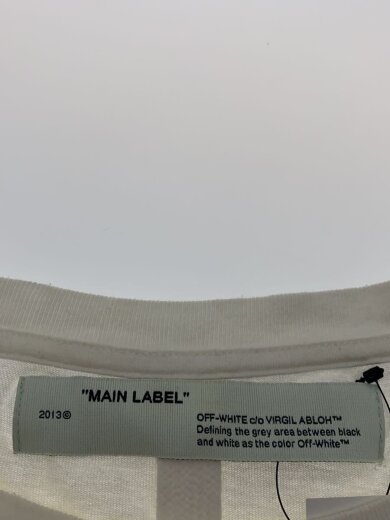 "MAIN LABEL"
2013©
OFF-WHITE c/o VIRGIL ABLOH™
Defining the grey area between black
and white as the color Off-White™